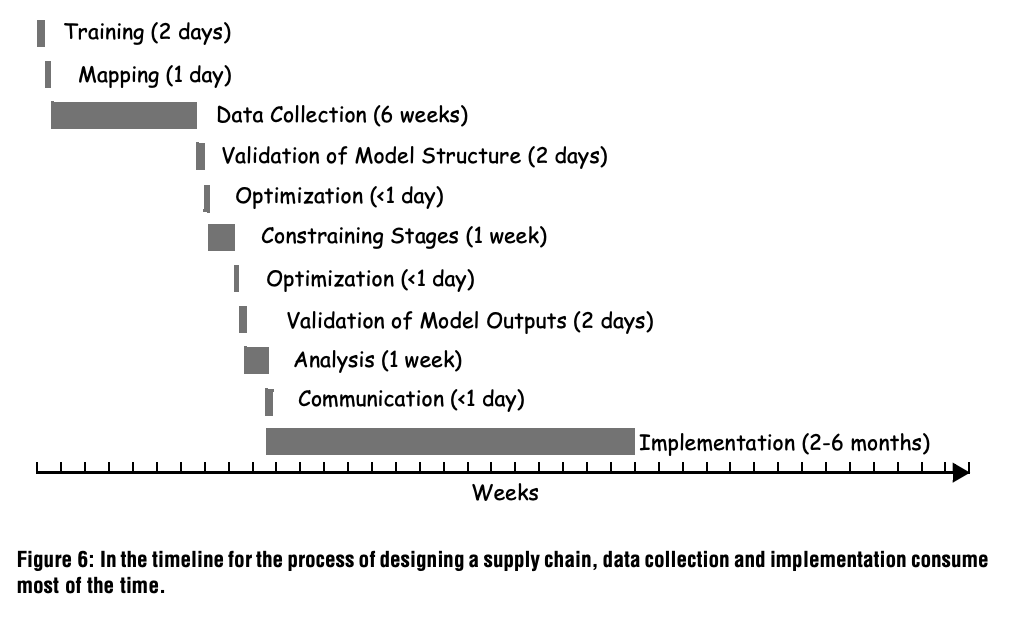 Training (2 days)
Mapping (1 day)
Data Collection (6 weeks)
Validation of Model Structure (2 days)
Optimization (<1 day)
Constraining Stages (1 week)
Optimization (<1 day)
Validation of Model Outputs (2 days)
Analysis (1 week)
Communication (<1 day)
Implementation (2-6 months)
Weeks
Figure 6: In the timeline for the process of designing a supply chain, data collection and implementation consume
most of the time.